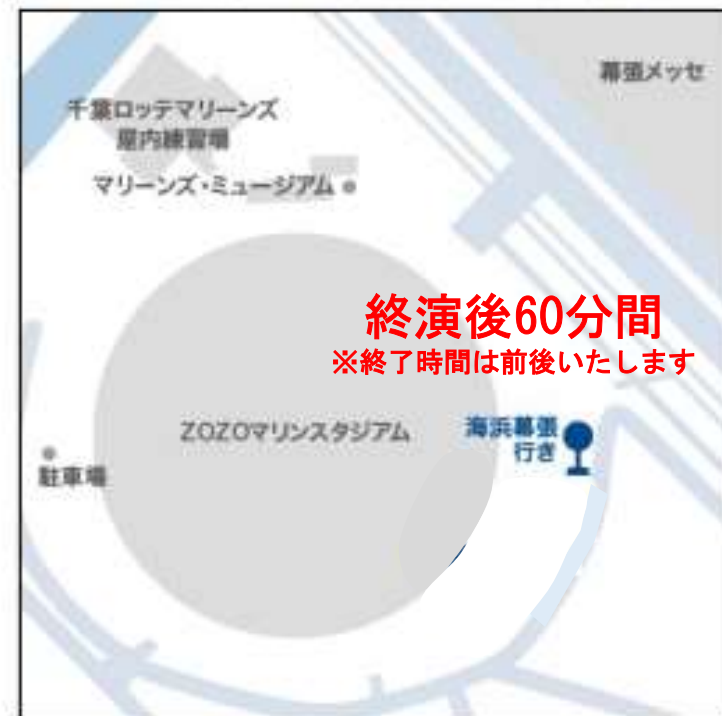 幕張メッセ
千葉ロッテマリーンズ
屋内練習場
マリーンズ・ミュージアム
終演後60分間
※終了時間は前後いたします
ZOZOマリンスタジアム
海浜幕張
行き
駐車場